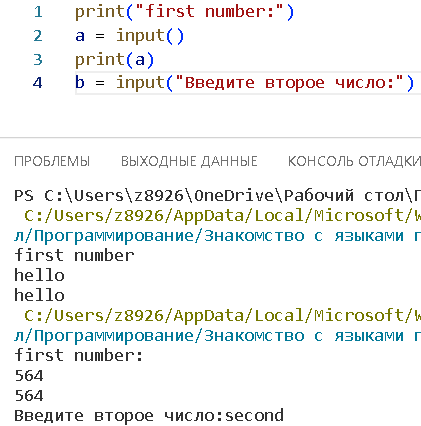 1 print("first number:")
2 a = input()
3 print(a)
4 b = input("Введите второе число:")
ПРОБЛЕМЫ ВЫХОДНЫЕ ДАННЫЕ КОНСОЛЬ ОТЛАДКИ
PS C:\Users\z8926\OneDrive\Рабочий стол\П
C:/Users/z8926/AppData/Local/Microsoft/W
л/Программирование/Знакомство с языками п
first number
hello
hello
C:/Users/z8926/AppData/Local/Microsoft/W
л/Программирование/Знакомство с языками п
first number:
564
564
Введите второе число:second